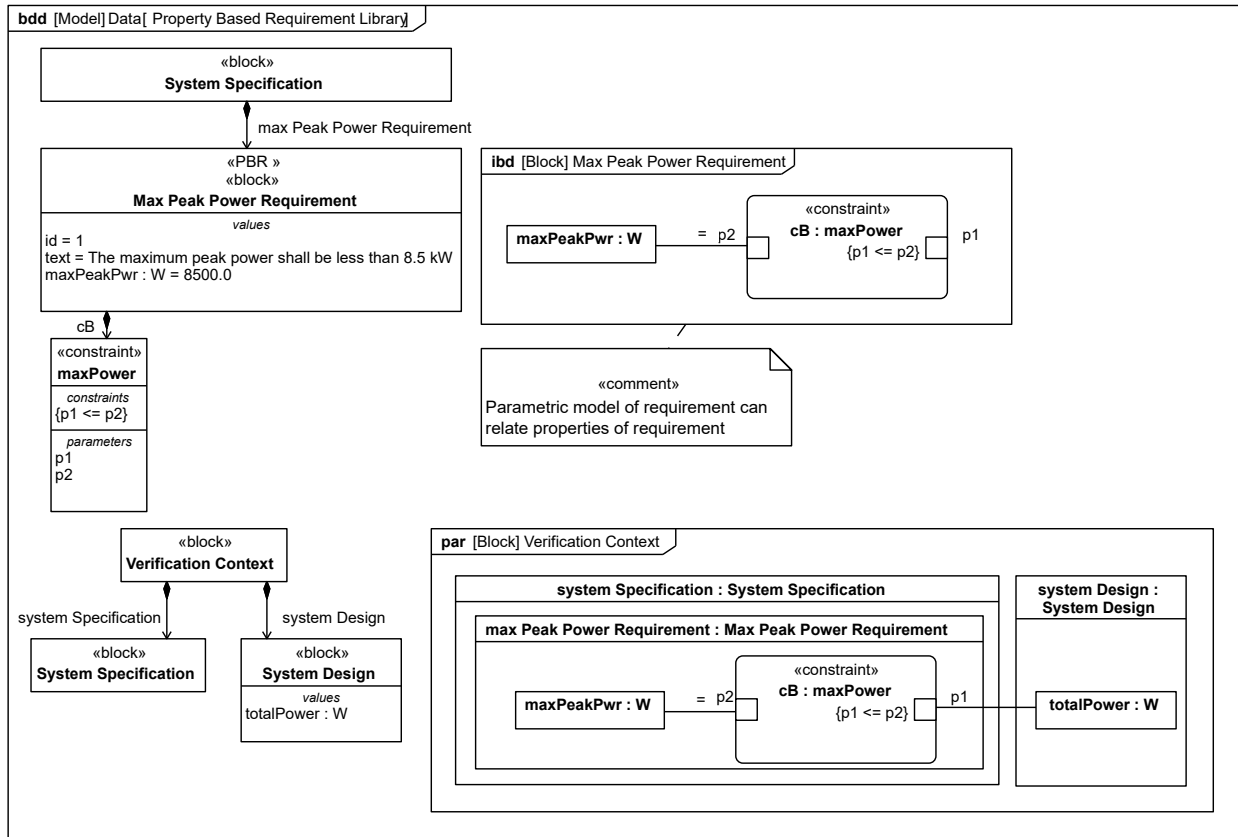 bdd [Model] Data[ Property Based Requirement Library]
«block»
System Specification
max Peak Power Requirement
«PBR »
«block»
Max Peak Power Requirement
values
id = 1
text = The maximum peak power shall be less than 8.5 kW
maxPeakPwr : W = 8500.0
cB
«constraint»
maxPower
constraints
{p1 <= p2}
parameters
p1
p2
ibd [Block] Max Peak Power Requirement
maxPeakPwr : W
= p2
«constraint»
cB : maxPower
{p1 <= p2}
p1
«comment»
Parametric model of requirement can
relate properties of requirement
«block»
Verification Context
system Specification
system Design
«block»
System Specification
«block»
System Design
values
totalPower : W
par [Block] Verification Context
system Specification : System Specification
max Peak Power Requirement : Max Peak Power Requirement
maxPeakPwr : W
= p2
«constraint»
cB : maxPower
{p1 <= p2}
p1
system Design :
System Design
totalPower : W